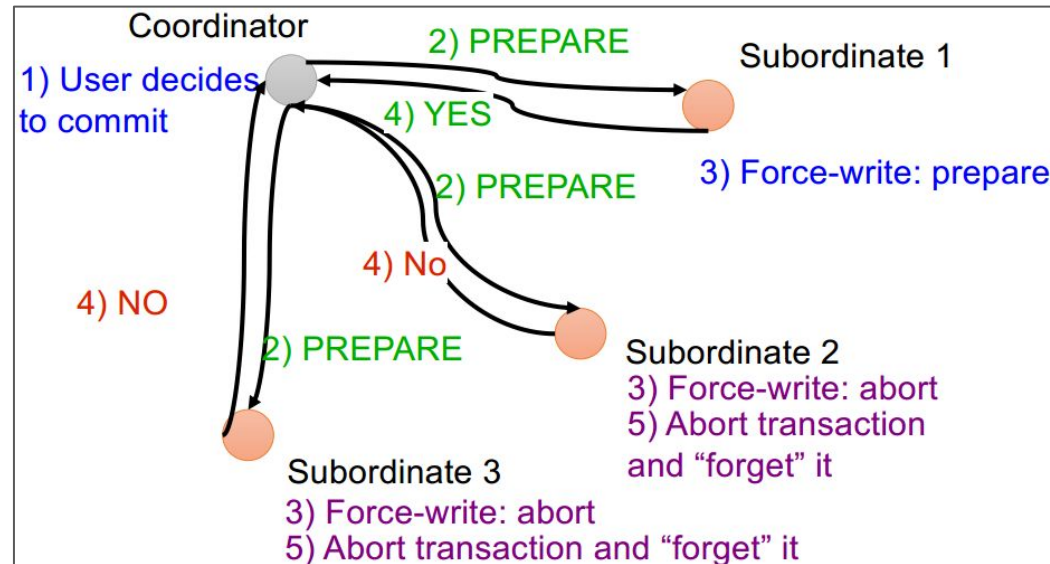 Coordinator
2) PREPARE
Subordinate 1
1) User decides
to commit
4) YES
3) Force-write: prepare
2) PREPARE
4) No
4) NO
2) PREPARE
Subordinate 2
3) Force-write: abort
5) Abort transaction
and “forget” it
Subordinate 3
3) Force-write: abort
5) Abort transaction and “forget” it